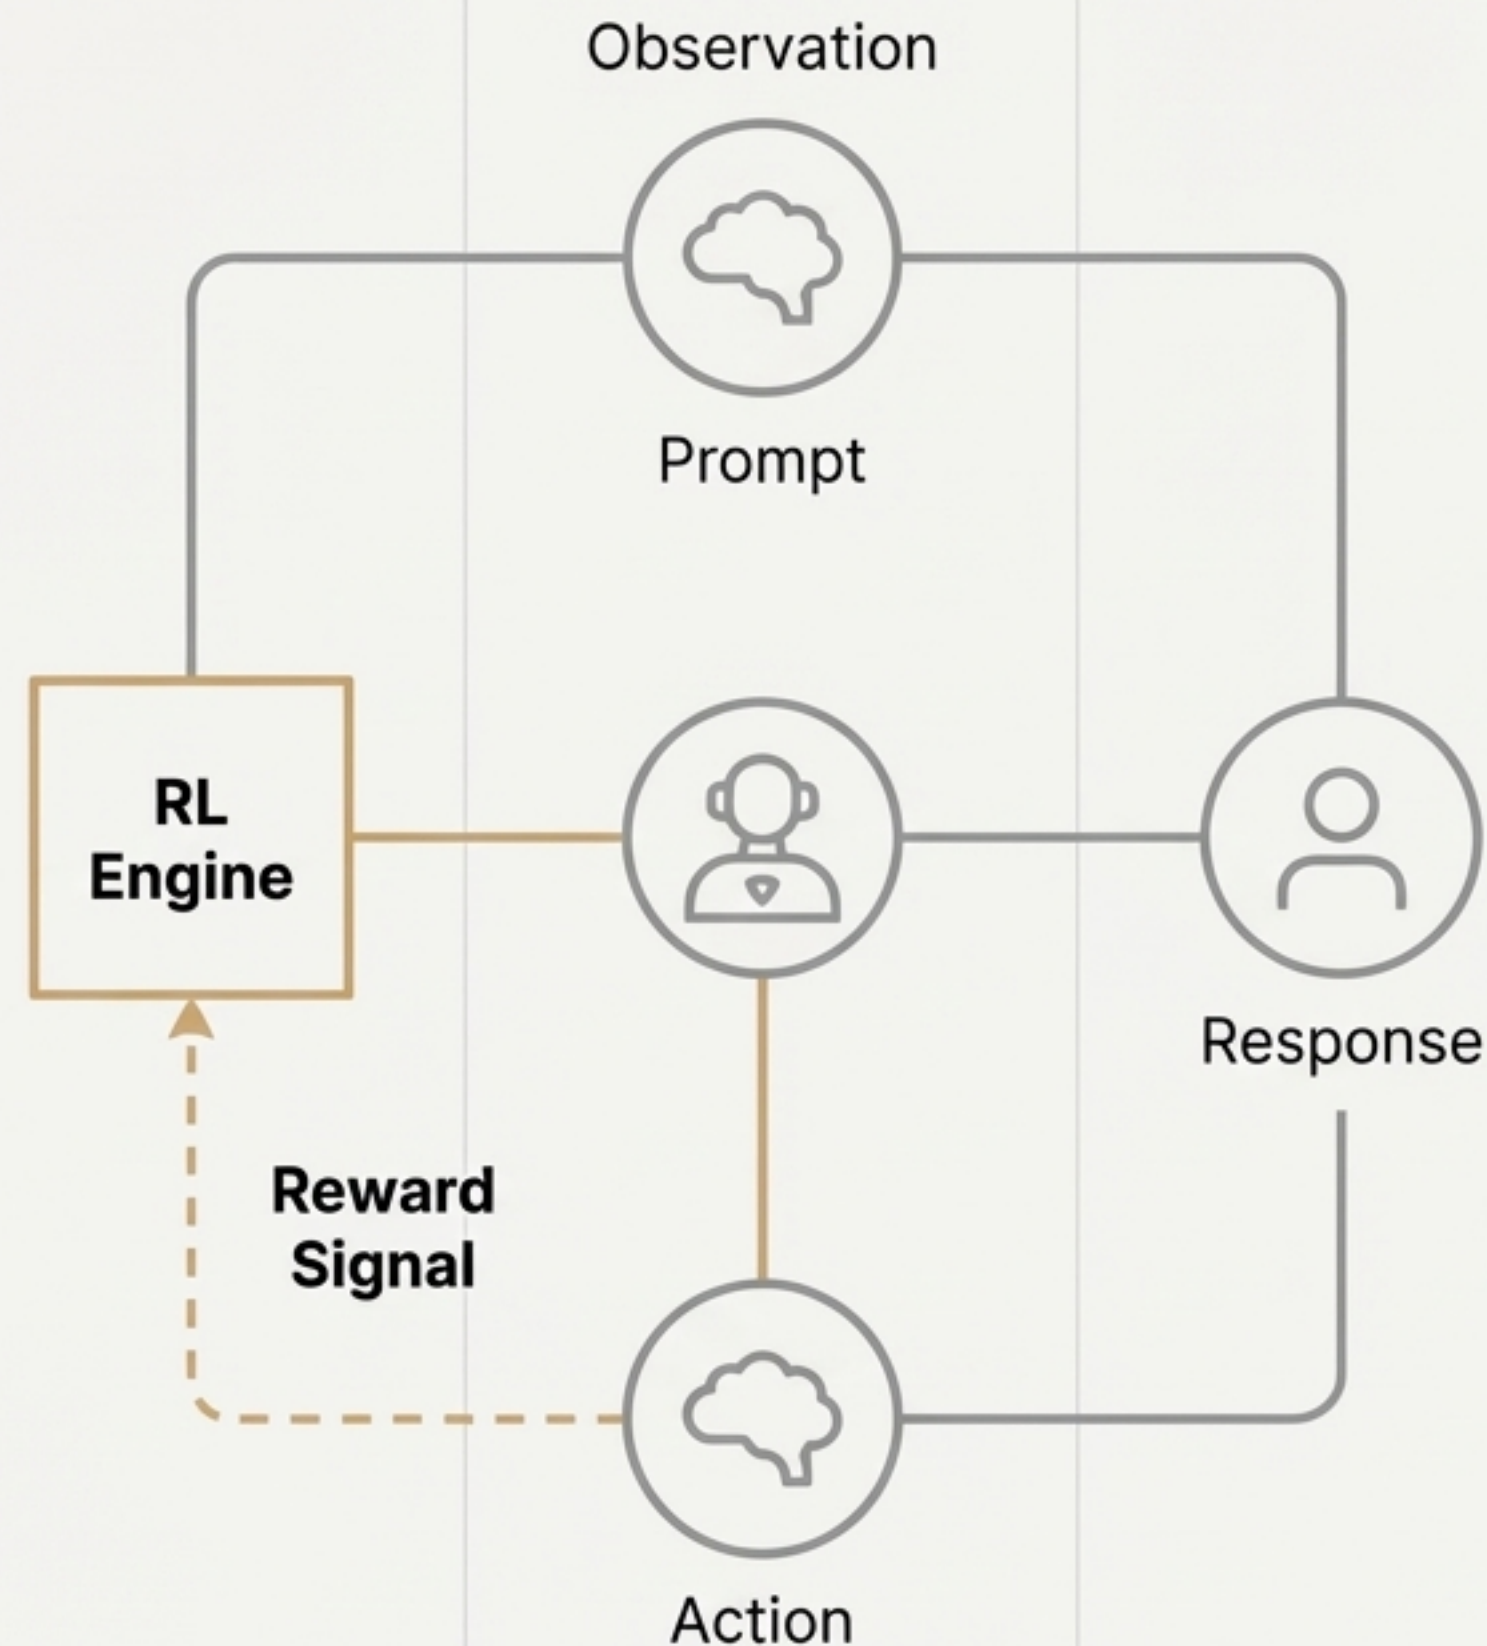 Observation
Prompt
RL
Engine
Response
Reward
Signal
Action